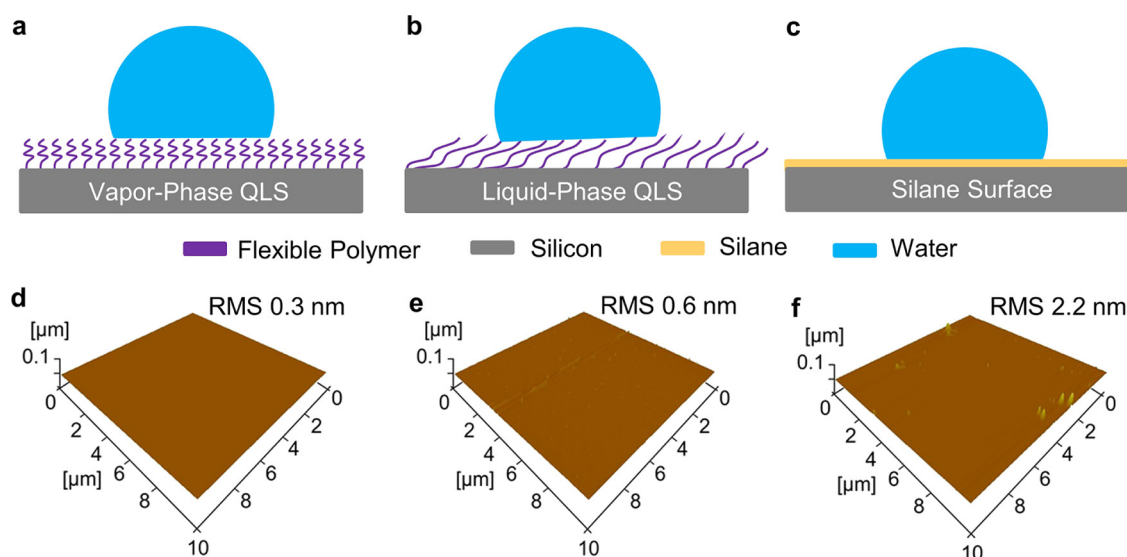 a
b
c
Vapor-Phase QLS
Liquid-Phase QLS
Silane Surface
Flexible Polymer
Silicon
Silane
Water
d
RMS 0.3 nm
[µm]
0.1
0
2
4
6
8
10
[µm]
0
2
4
6
8
e
RMS 0.6 nm
[µm]
0.1
0
2
4
6
8
10
[µm]
0
2
4
6
8
f
RMS 2.2 nm
[µm]
0.1
0
2
4
6
8
10
[µm]
0
2
4
6
8